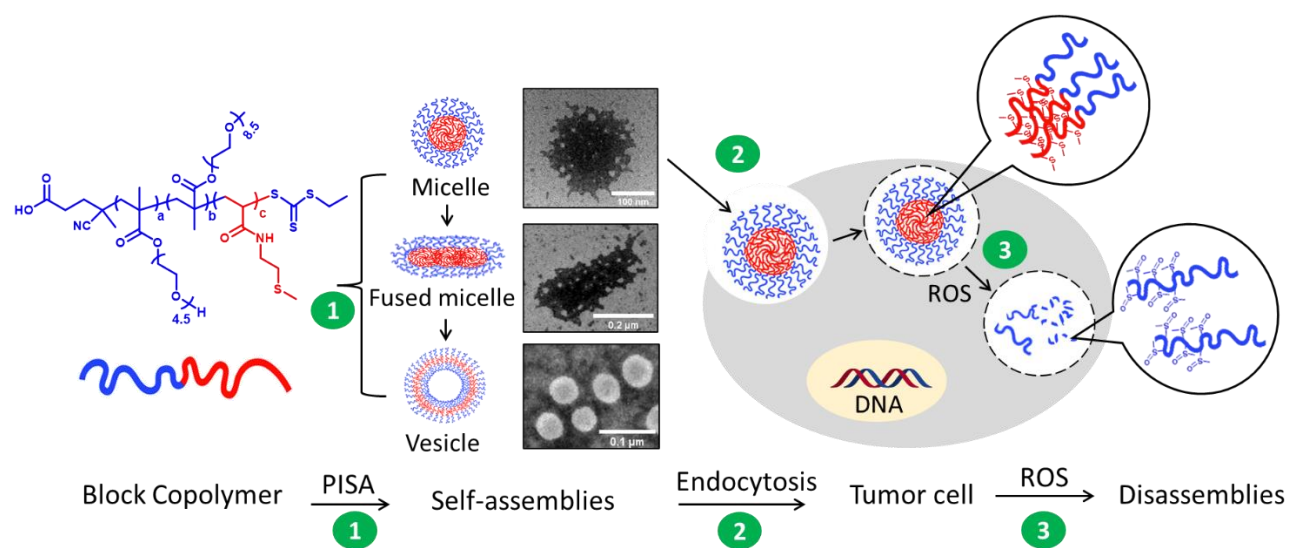 O
8.5
O
O
HO
O
NC
a
b
c
S
S
S
O
O
O
NH
O
4.5
H
S
1
Micelle
Fused micelle
Vesicle
100 nm
0.2 μm
0.1 μm
2
3
ROS
DNA
S
S
S
S
S
S
S
S
O
O
O
S
S
S
S
S
S
O
O
O
O
O
O
S
S
S
S
S
S
O
O
O
Block Copolymer
PISA
1
Self-assemblies
Endocytosis
2
Tumor cell
ROS
3
Disassemblies